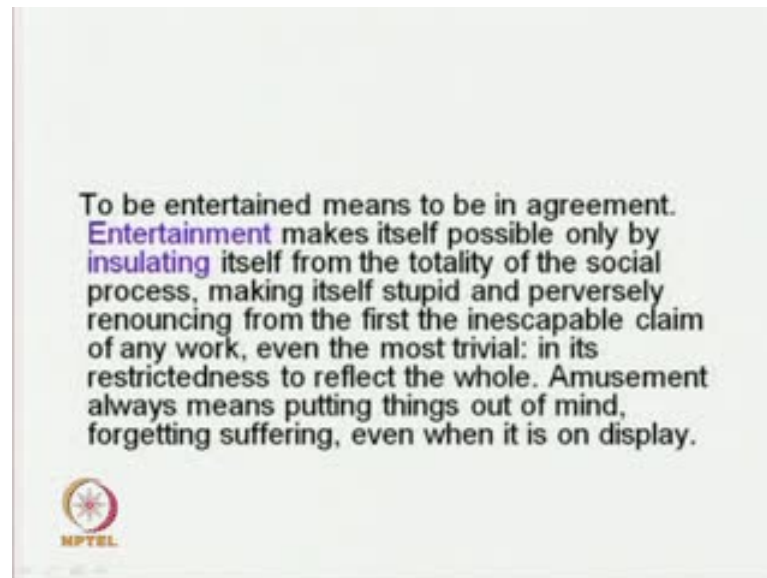 To be entertained means to be in agreement.
Entertainment makes itself possible only by
insulating itself from the totality of the social
process, making itself stupid and perversely
renouncing from the first the inescapable claim
of any work, even the most trivial: in its
restrictedness to reflect the whole. Amusement
always means putting things out of mind,
forgetting suffering, even when it is on display.
NPTEL